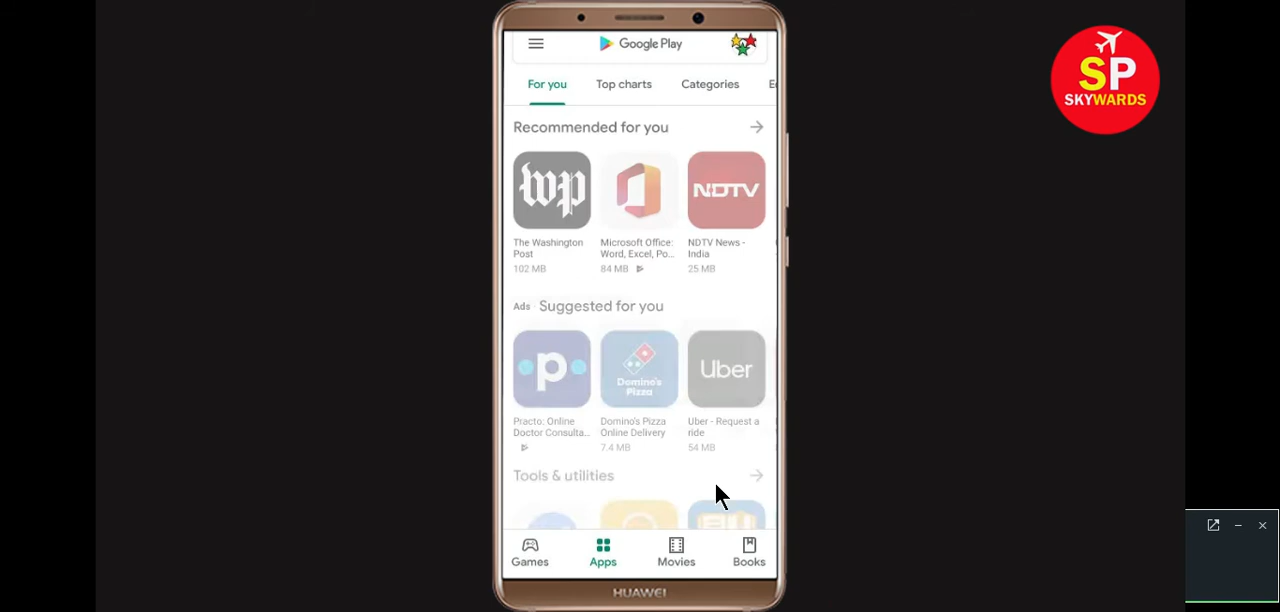 Google Play
For you Top charts Categories
Recommended for you
wp
NDTV
The Washington Post
102 MB
Microsoft Office: Word, Excel, Po...
84 MB
NDTV News - India
25 MB
Ads Suggested for you
p
Domino's Pizza
Uber
Practo: Online Doctor Consulta...
Domino's Pizza Online Delivery
7.4 MB
Uber - Request a ride
54 MB
Tools & utilities
Games Apps Movies Books
HUAWEI
SP
SKYWARDS